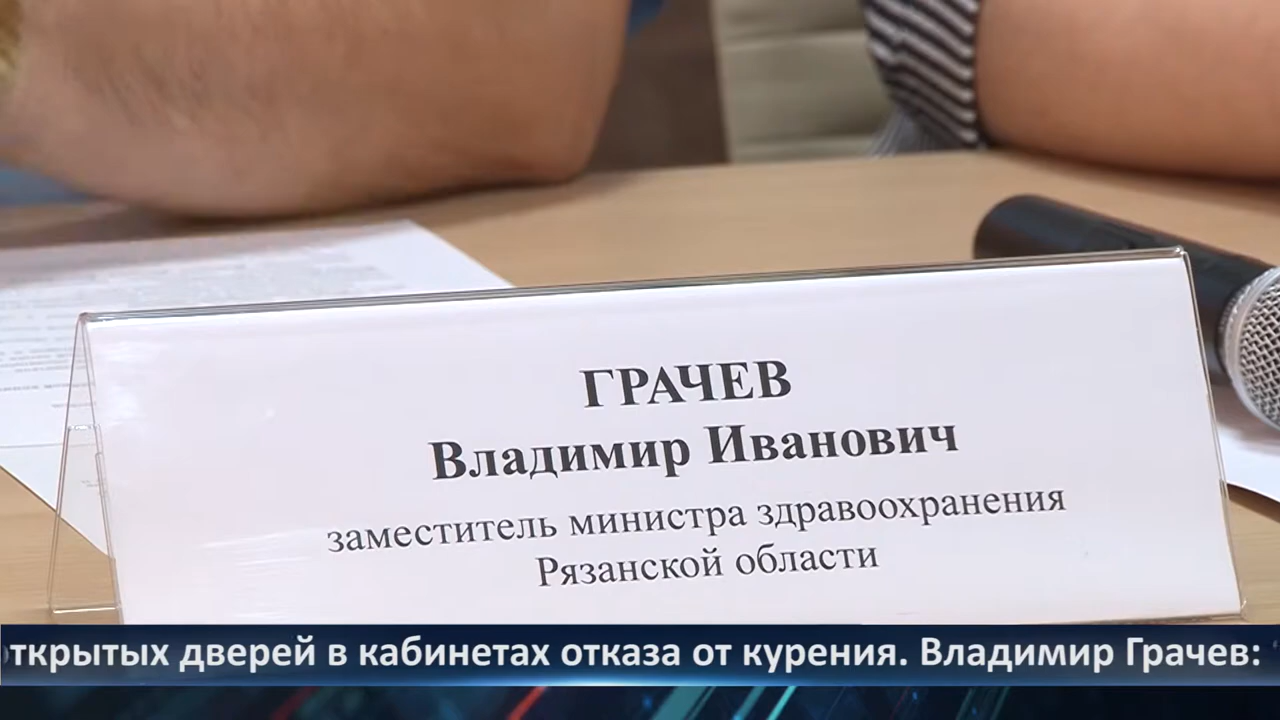 ГРАЧЕВ
Владимир Иванович
заместитель министра здравоохранения
Рязанской области
открытых дверей в кабинетах отказа от курения. Владимир Грачев: